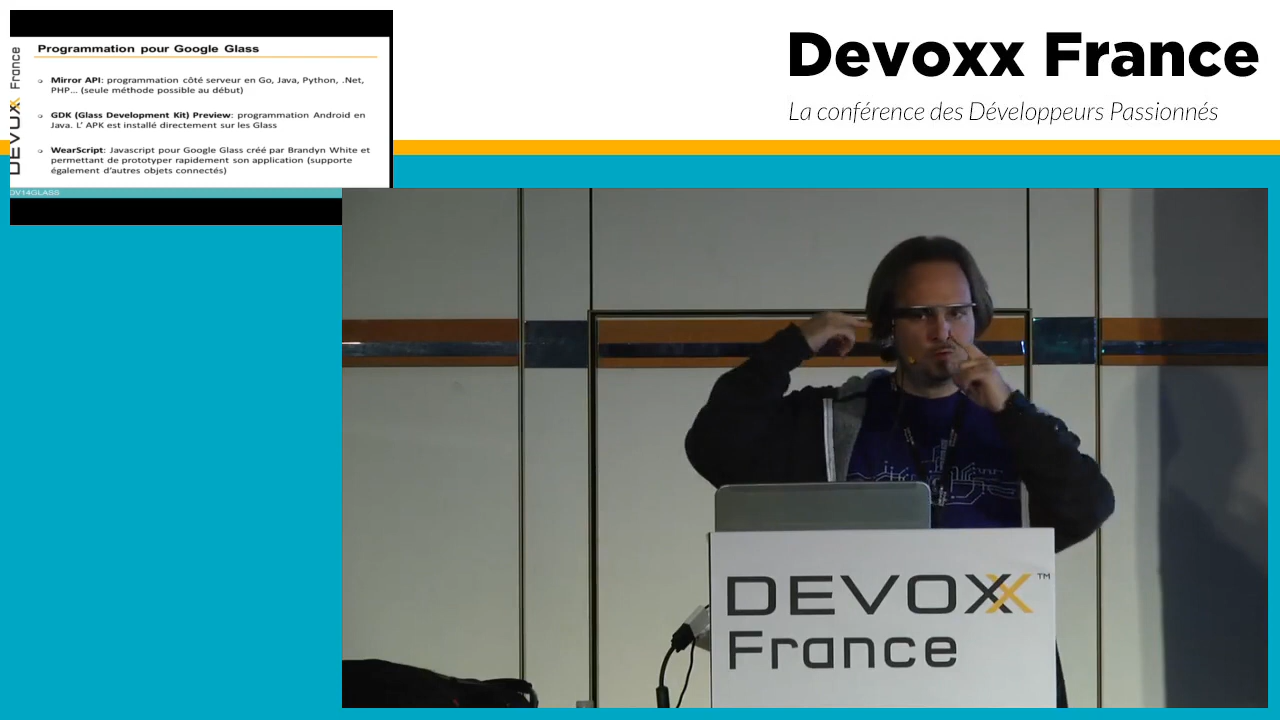 Programmation pour Google Glass
Mirror API: programmation côté serveur en Go, Java, Python, .Net,
PHP... (seule méthode possible au début)
GDK (Glass Development Kit) Preview: programmation Android en
Java. L' APK est installé directement sur les Glass
WearScript: Javascript pour Google Glass créé par Brandyn White et
permettant de prototyper rapidement son application (supporte
également d'autres objets connectés)
DEVOXX France
DV14GLASS
Devoxx France
La conférence des Développeurs Passionnés
DEVOXX™
France